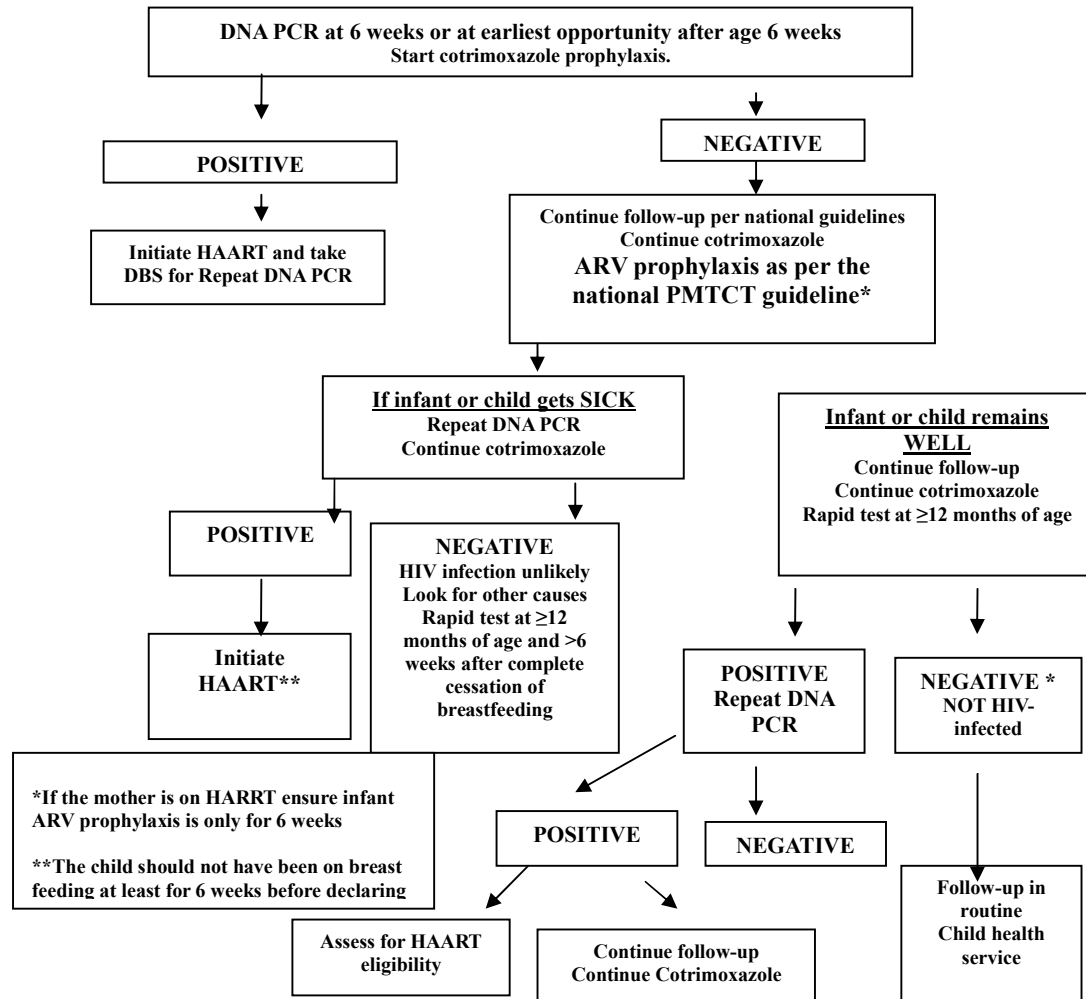 DNA PCR at 6 weeks or at earliest opportunity after age 6 weeks
Start cotrimoxazole prophylaxis.
POSITIVE
NEGATIVE
Initiate HAART and take
DBS for Repeat DNA PCR
Continue follow-up per national guidelines
Continue cotrimoxazole
ARV prophylaxis as per the
national PMTCT guideline*
If infant or child gets SICK
Repeat DNA PCR
Continue cotrimoxazole
Infant or child remains
WELL
Continue follow-up
Continue cotrimoxazole
Rapid test at ≥12 months of age
POSITIVE
NEGATIVE
HIV infection unlikely
Look for other causes
Rapid test at ≥12
months of age and >6
weeks after complete
cessation of
breastfeeding
Initiate
HAART**
POSITIVE
Repeat DNA
PCR
NEGATIVE *
NOT HIV-
infected
*If the mother is on HARRT ensure infant
ARV prophylaxis is only for 6 weeks
**The child should not have been on breast
feeding at least for 6 weeks before declaring
POSITIVE
NEGATIVE
Assess for HAART
eligibility
Continue follow-up
Continue Cotrimoxazole
Follow-up in
routine
Child health
service